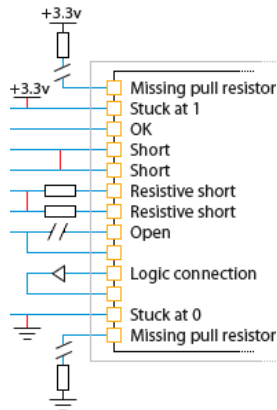 +3.3v
Missing pull resistor
+3.3v
Stuck at 1
OK
Short
Short
Resistive short
Resistive short
Open
Logic connection
Stuck at 0
Missing pull resistor